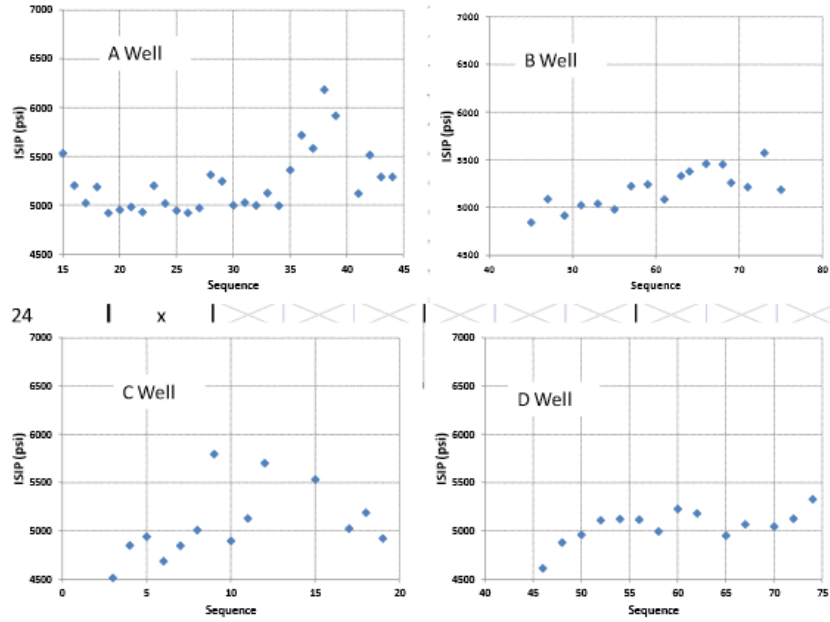 7000
6500
6000
5500
5000
4500
ISIP (psi)
A Well
15 20 25 30 35 40 45
Sequence
7000
6500
6000
5500
5000
4500
ISIP (psi)
B Well
40 50 60 70 80
Sequence
24 x
7000
6500
6000
5500
5000
4500
ISIP (psi)
C Well
0 5 10 15 20
Sequence
7000
6500
6000
5500
5000
4500
ISIP (psi)
D Well
40 45 50 55 60 65 70 75
Sequence